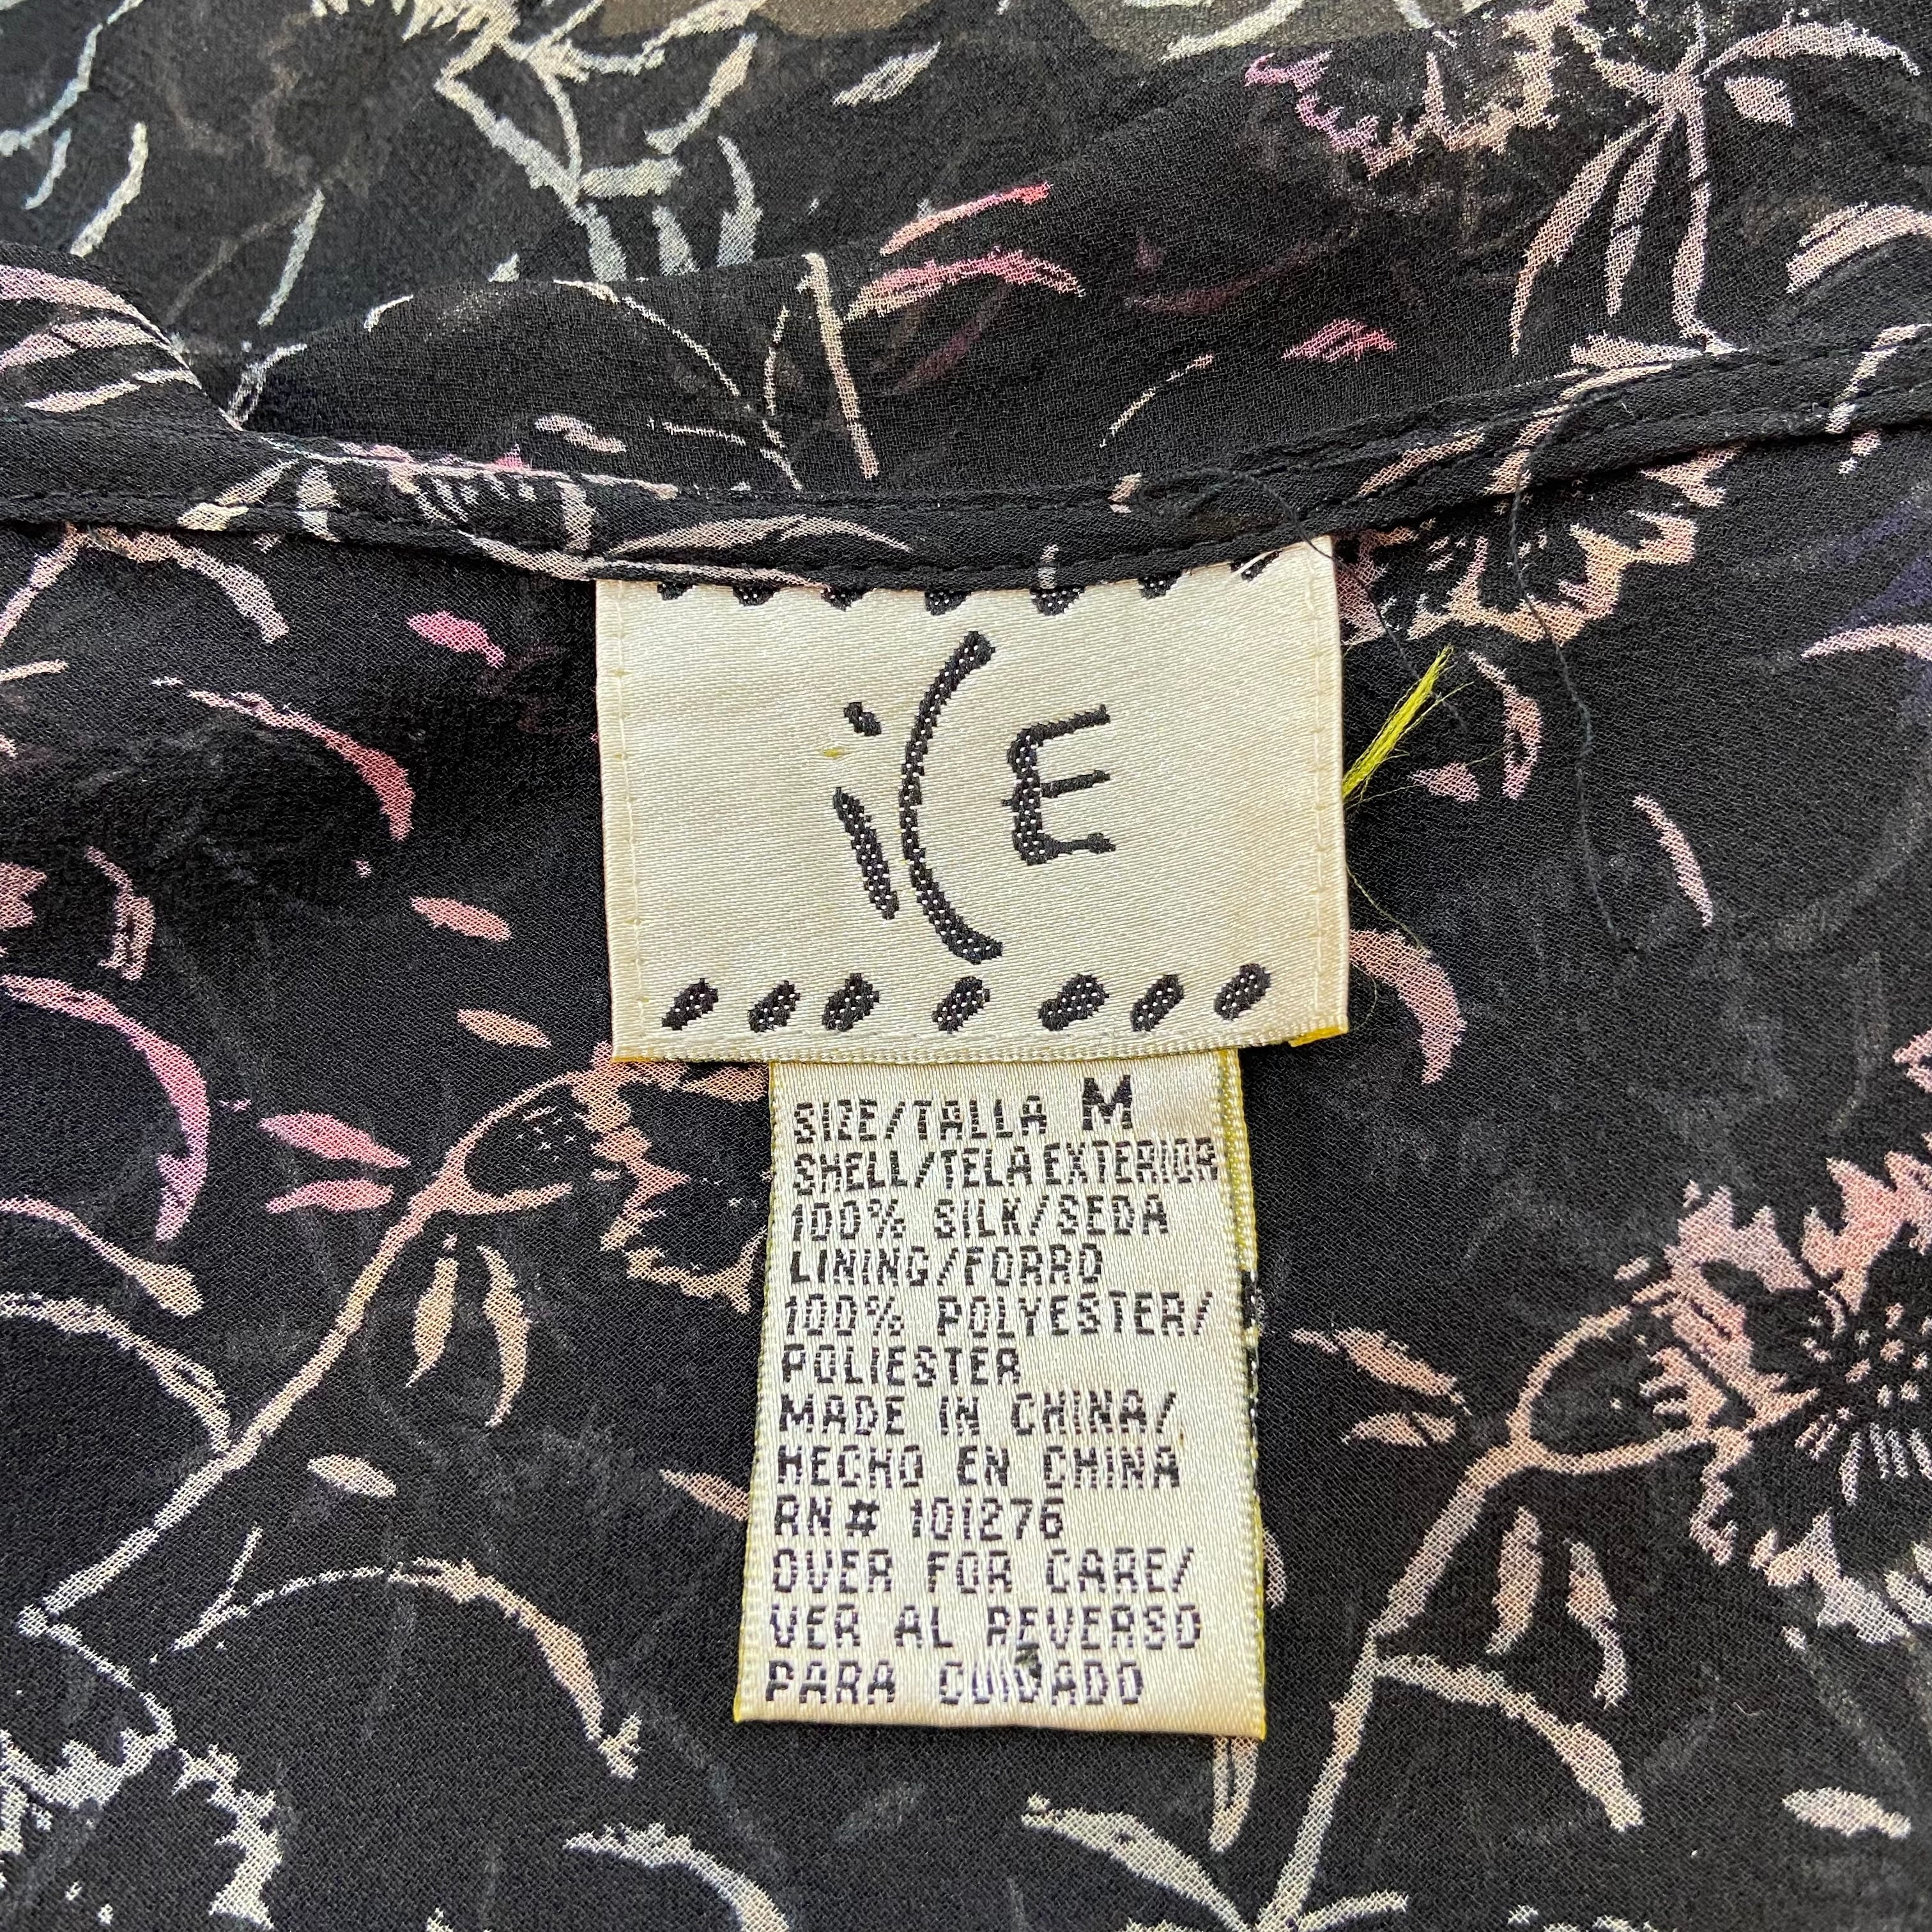 iCE
SIZE/TALLA M
SHELL/TELA EXTERIOR
100% SILK/SEDA
LINING/FORRO
100% POLYESTER/
POLIESTER
MADE IN CHINA/
HECHO EN CHINA
RN# 101276
OVER FOR CARE/
VER AL REVERSO
PARA CUIDADO